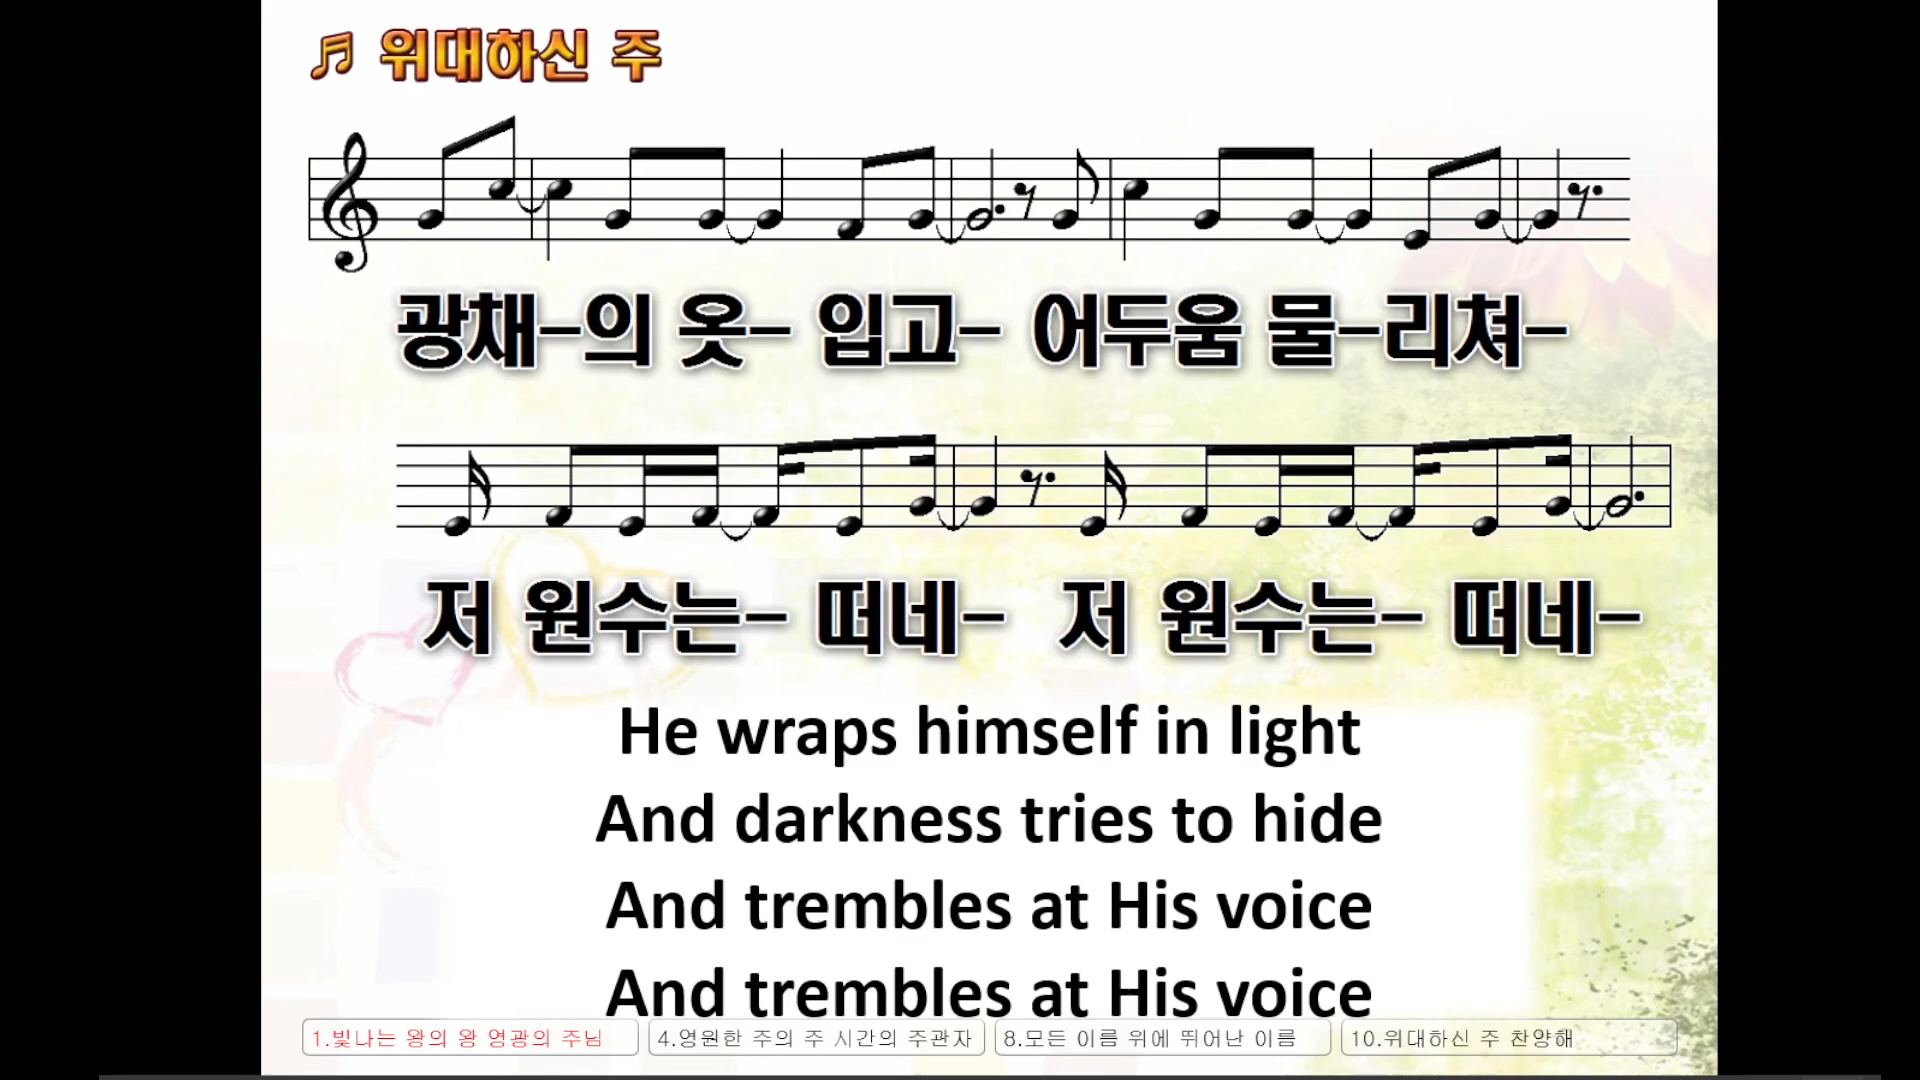 위대하신 주
광채-의 옷- 입고- 어두움 물-리쳐-
저 원수는- 떠네- 저 원수는- 떠네-
He wraps himself in light
And darkness tries to hide
And trembles at His voice
And trembles at His voice
1.빛나는 왕의 왕 영광의 주님 4.영원한 주의 주 시간의 주관자 8.모든 이름 위에 뛰어난 이름 10.위대하신 주 찬양해